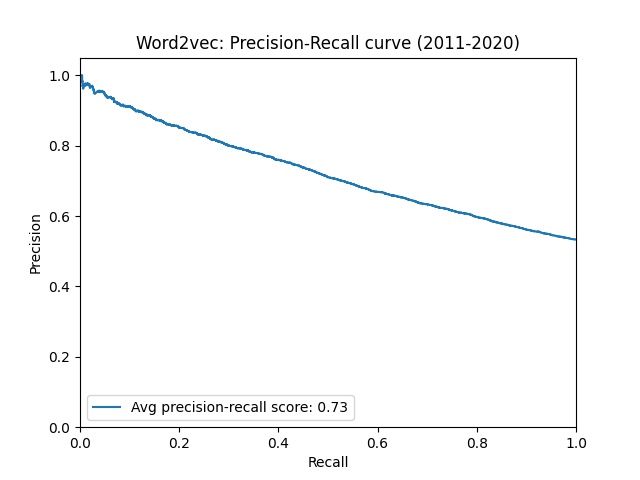 Word2vec: Precision-Recall curve (2011-2020)
1.0
0.8
0.6
0.4
0.2
0.0
Precision
Avg precision-recall score: 0.73
0.0 0.2 0.4 0.6 0.8 1.0
Recall